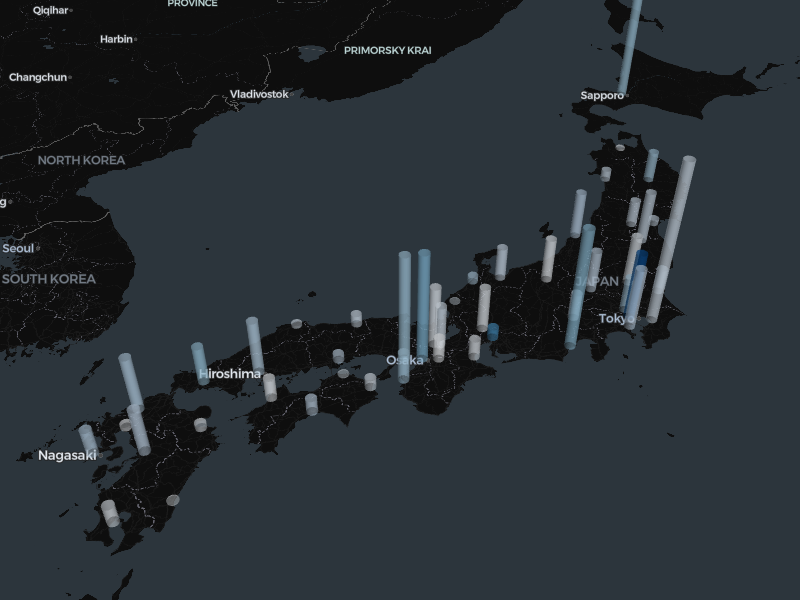 PROVINCE
Qiqihar
Harbin
PRIMORSKY KRAI
Changchun
Vladivostok
Sapporo
NORTH KOREA
Seoul
SOUTH KOREA
JAPAN
Tokyo
Osaka
Hiroshima
Nagasaki